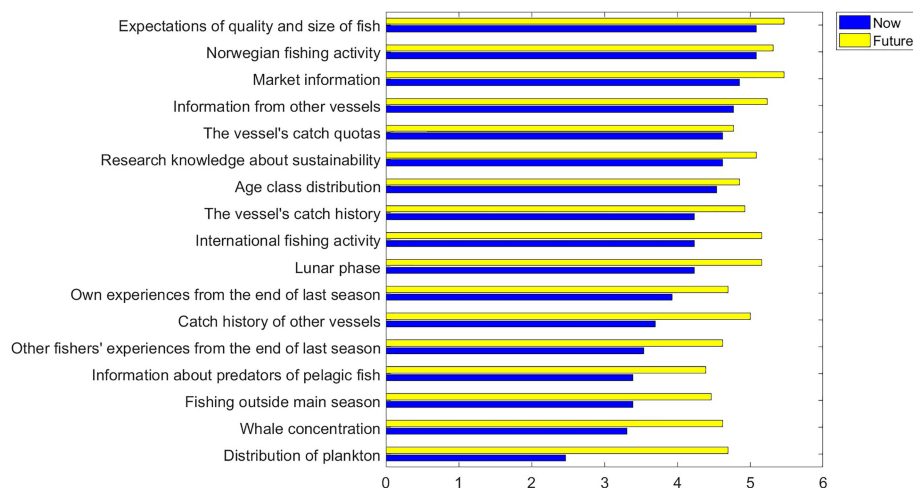 Expectations of quality and size of fish
Norwegian fishing activity
Market information
Information from other vessels
The vessel's catch quotas
Research knowledge about sustainability
Age class distribution
The vessel's catch history
International fishing activity
Lunar phase
Own experiences from the end of last season
Catch history of other vessels
Other fishers' experiences from the end of last season
Information about predators of pelagic fish
Fishing outside main season
Whale concentration
Distribution of plankton
0 1 2 3 4 5 6
Now
Future